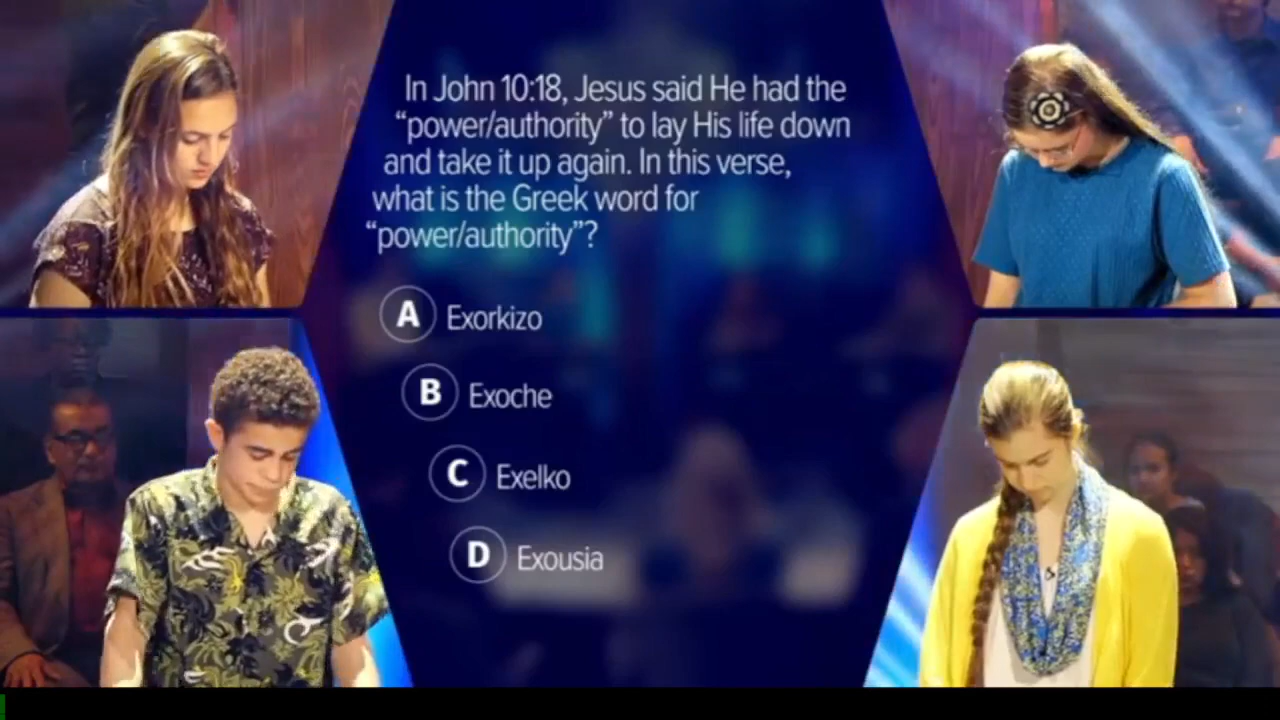 In John 10:18, Jesus said He had the
“power/authority” to lay His life down
and take it up again. In this verse,
what is the Greek word for
“power/authority”?
A Exorkizo
B Exoche
C Exelko
D Exousia